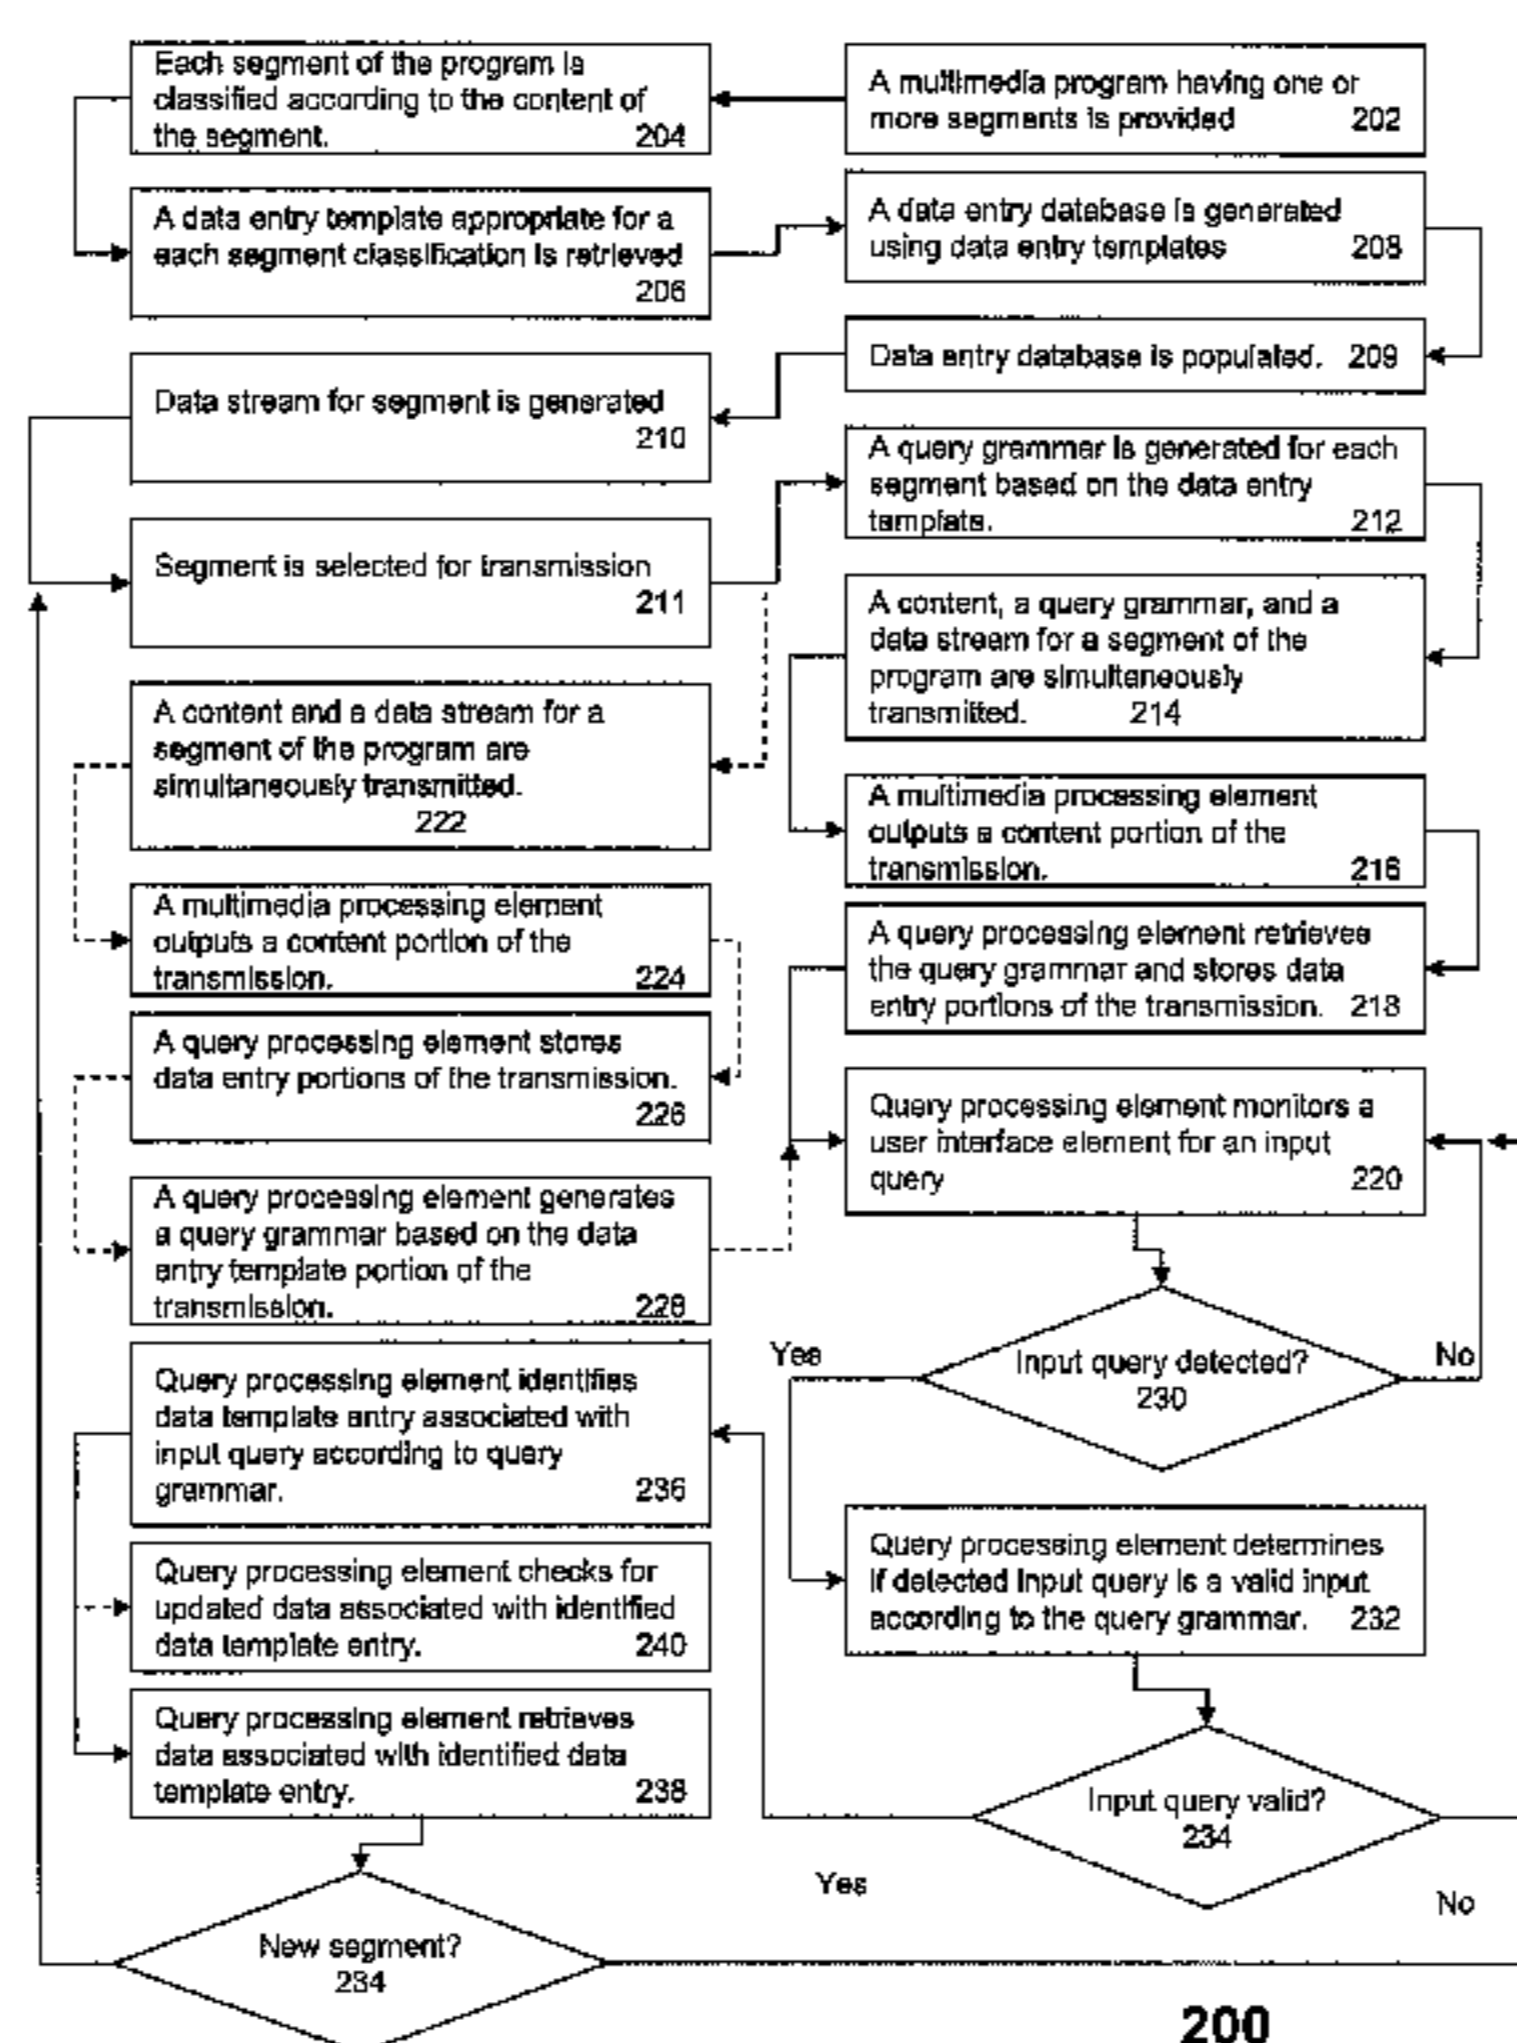 Each segment of the program is
classified according to the content of
the segment. 204
A multimedia program having one or
more segments is provided 202
A data entry template appropriate for a
each segment classification is retrieved
206
A data entry database is generated
using data entry templates 208
Data entry database is populated. 209
Data stream for segment is generated
210
Segment is selected for transmission
211
A query grammar is generated for each
segment based on the data entry
template. 212
A content, a query grammar, and a
data stream for a segment of the
program are simultaneously
transmitted. 214
A content and a data stream for a
segment of the program are
simultaneously transmitted.
222
A multimedia processing element
outputs a content portion of the
transmission. 216
A multimedia processing element
outputs a content portion of the
transmission. 224
A query processing element retrieves
the query grammar and stores data
entry portions of the transmission. 218
A query processing element stores
data entry portions of the transmission.
226
Query processing element monitors a
user interface element for an input
query 220
A query processing element generates
a query grammar based on the data
entry template portion of the
transmission. 228
Yes
Input query detected?
230
No
Query processing element identifies
data template entry associated with
input query according to query
grammar. 236
Query processing element determines
if detected input query is a valid input
according to the query grammar. 232
Query processing element checks for
updated data associated with identified
data template entry. 240
Query processing element retrieves
data associated with identified data
template entry. 238
Input query valid?
234
Yes
No
New segment?
234
200